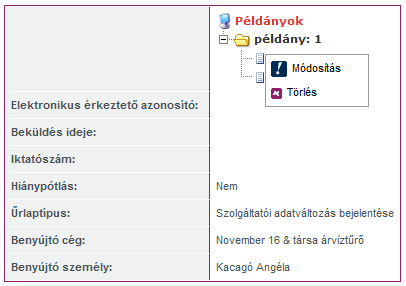 Példányok
példány: 1
Módosítás
Törlés
Elektronikus érkeztető azonosító:
Beküldés ideje:
Iktatószám:
Hiánypótlás: Nem
Űrlaptípus: Szolgáltatói adatváltozás bejelentése
Benyújtó cég: November 16 & társa árvíztűrő
Benyújtó személy: Kacagó Angéla